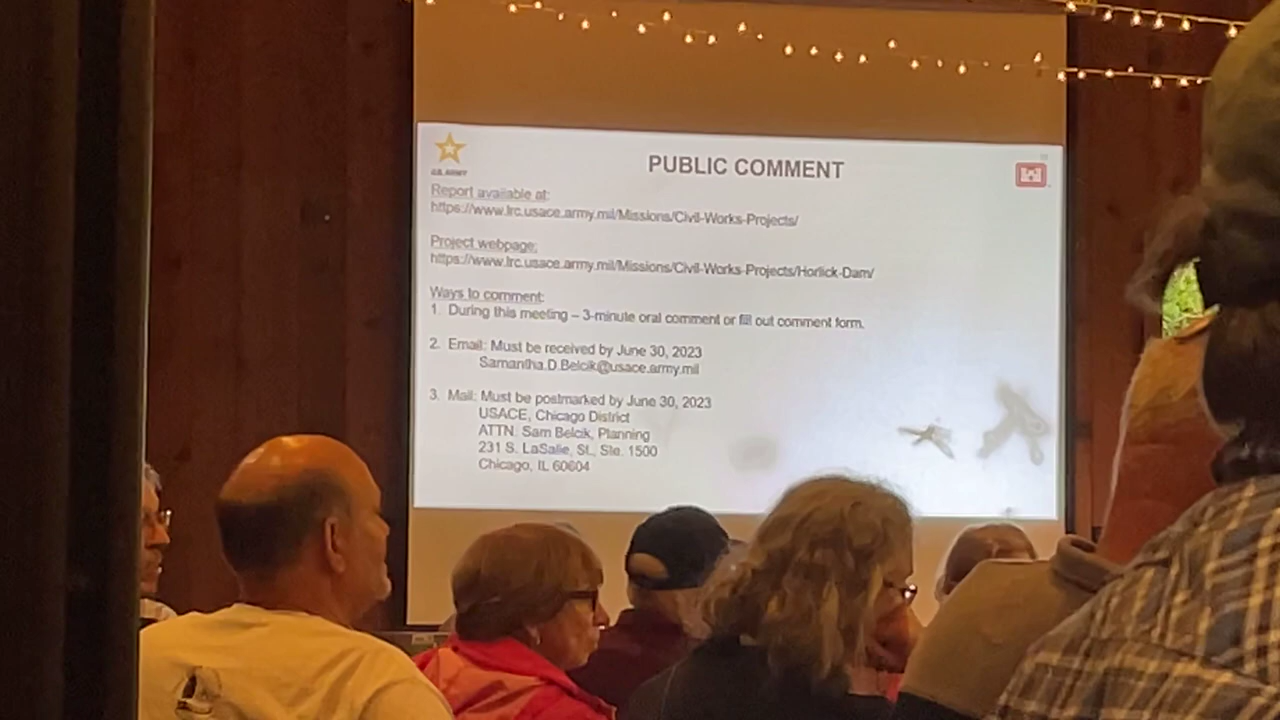 PUBLIC COMMENT
U.S. ARMY
Report available at:
https://www.lrc.usace.army.mil/Missions/Civil-Works-Projects/
Project webpage:
https://www.lrc.usace.army.mil/Missions/Civil-Works-Projects/Horlick-Dam/
Ways to comment:
1. During this meeting – 3-minute oral comment or fill out comment form.
2. Email: Must be received by June 30, 2023
Samantha.D.Belcik@usace.army.mil
3. Mail: Must be postmarked by June 30, 2023
USACE, Chicago District
ATTN: Sam Belcik, Planning
231 S. LaSalle, St., Ste. 1500
Chicago, IL 60604